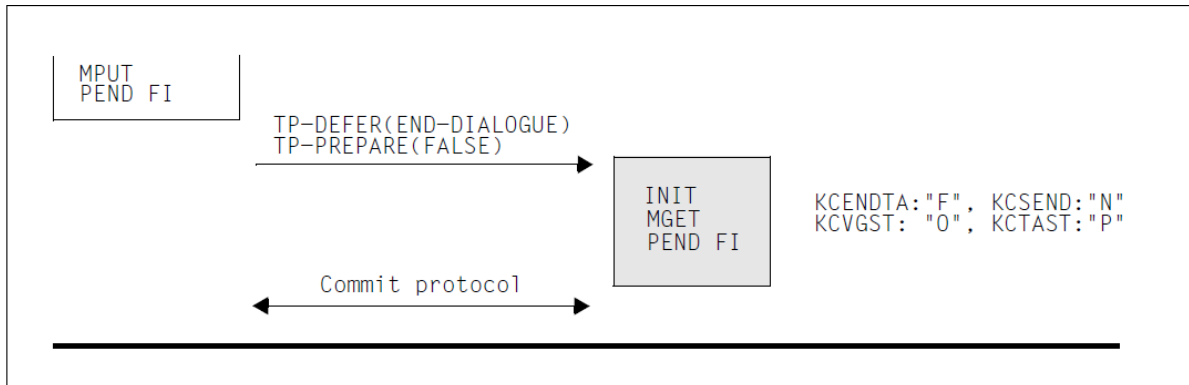 MPUT
PEND FI
TP-DEFER(END-DIALOGUE)
TP-PREPARE(FALSE)
INIT
MGET
PEND FI
KCENDTA:"F", KCSEND:"N"
KCVGST: "O", KCTAST:"P"
Commit protocol